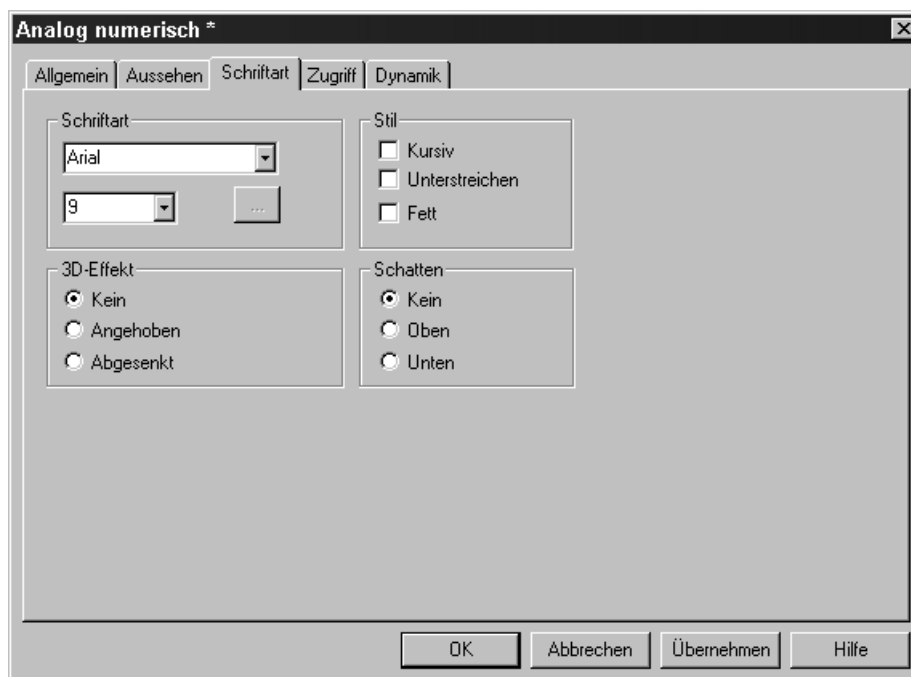 Analog numerisch *
Allgemein Aussehen Schriftart Zugriff Dynamik
Schriftart
Arial
9
...
Stil
Kursiv
Unterstreichen
Fett
3D-Effekt
Kein
Angehoben
Abgesenkt
Schatten
Kein
Oben
Unten
OK Abbrechen Übernehmen Hilfe